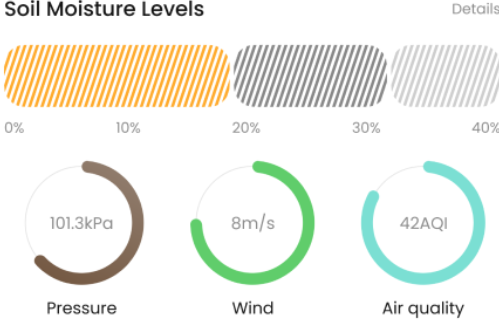 Soil Moisture Levels
Details
0% 10% 20% 30% 40%
101.3kPa 8m/s 42AQI
Pressure Wind Air quality